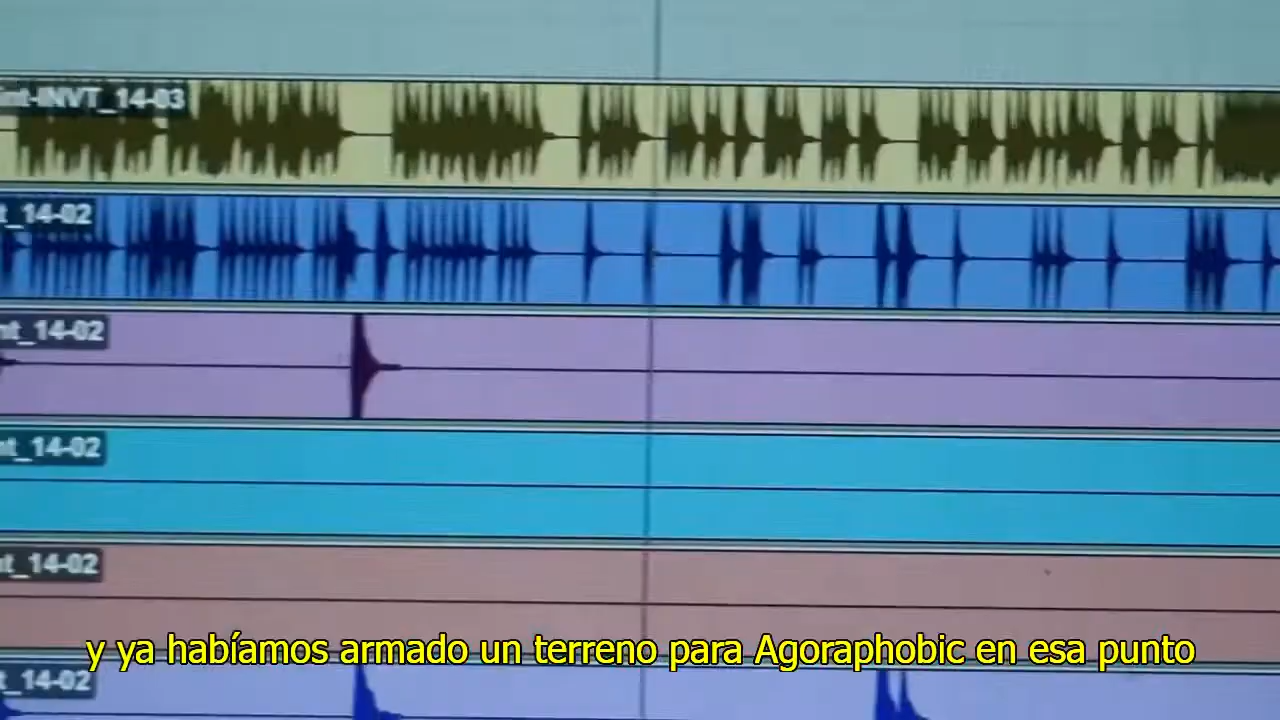 int-INVT_14-03
t_14-02
nt_14-02
nt_14-02
nt_14-02
y ya habíamos armado un terreno para Agoraphobic en esa punto
t_14-02